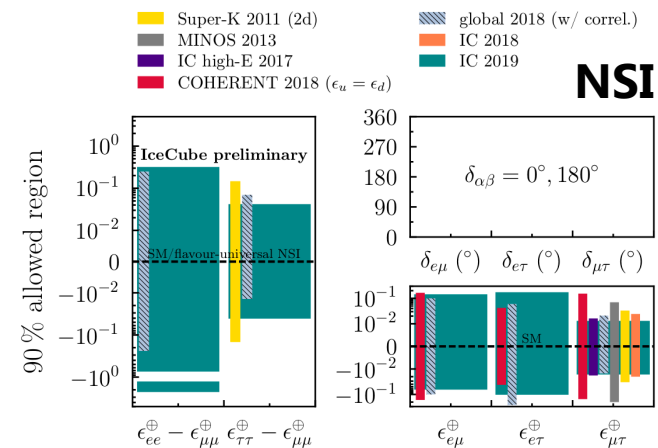 Super-K 2011 (2d)
MINOS 2013
IC high-E 2017
COHERENT 2018 (ϵ_u = ϵ_d)
global 2018 (w/ correl.)
IC 2018
IC 2019
NSI
90 % allowed region
10^0
10^−1
10^−2
0
−10^−2
−10^−1
−10^0
IceCube preliminary
SM/flavour-universal NSI
ϵ^⊕_ee − ϵ^⊕_μμ
ϵ^⊕_ττ − ϵ^⊕_μμ
360
270
180
90
0
δ_αβ = 0°, 180°
δ_eμ (°)
δ_eτ (°)
δ_μτ (°)
10^−1
10^−2
0
−10^−2
−10^−1
SM
ϵ^⊕_eμ
ϵ^⊕_eτ
ϵ^⊕_μτ